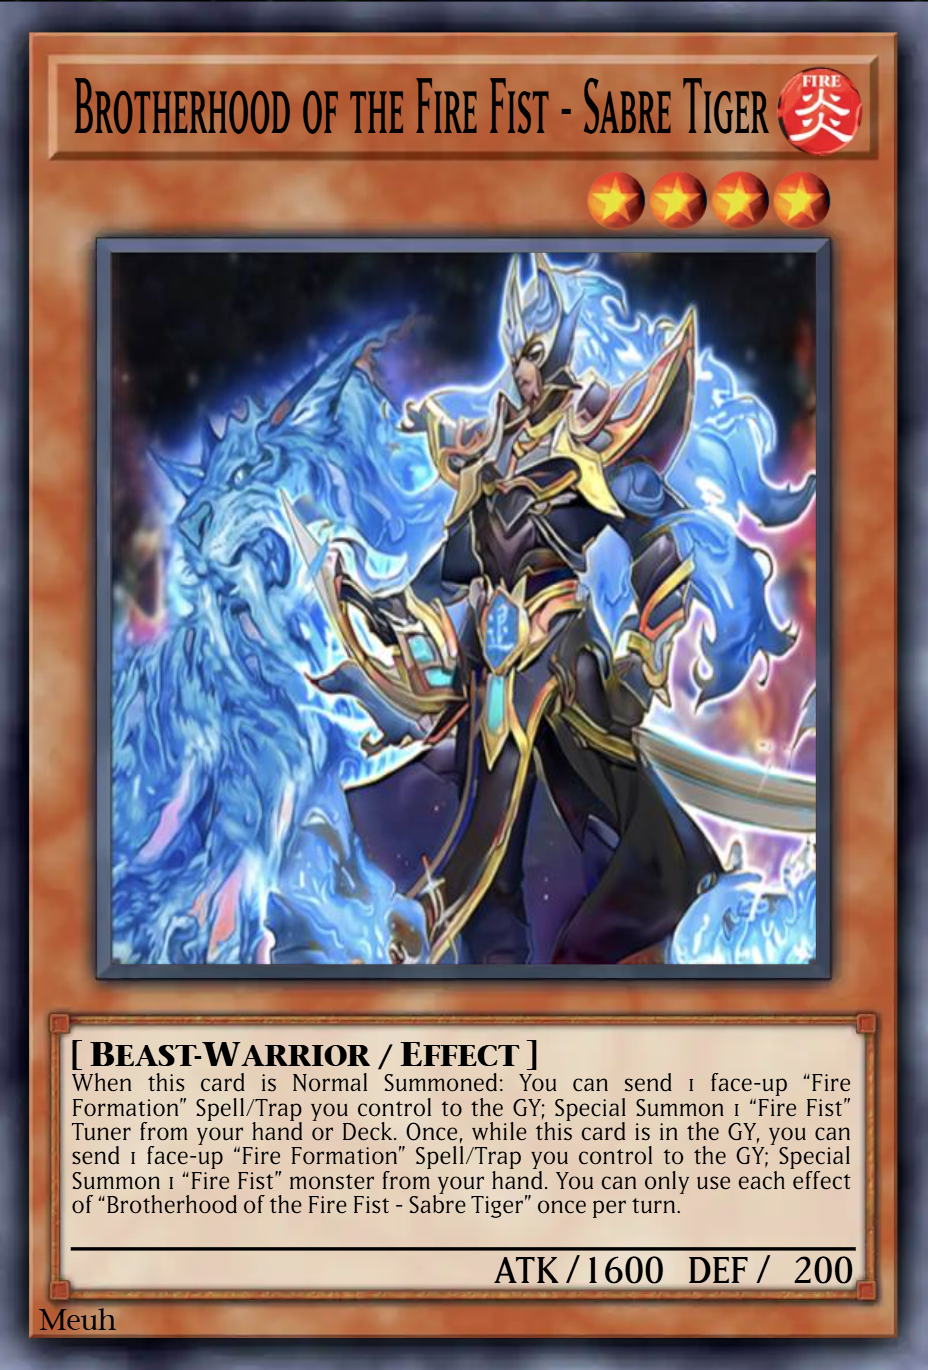 Brotherhood of the Fire Fist - Sabre Tiger
FIRE
炎
[ Beast-Warrior / Effect ]
When this card is Normal Summoned: You can send 1 face-up “Fire
Formation” Spell/Trap you control to the GY; Special Summon 1 “Fire Fist”
Tuner from your hand or Deck. Once, while this card is in the GY, you can
send 1 face-up “Fire Formation” Spell/Trap you control to the GY; Special
Summon 1 “Fire Fist” monster from your hand. You can only use each effect
of “Brotherhood of the Fire Fist - Sabre Tiger” once per turn.
ATK / 1600 DEF / 200
Meuh